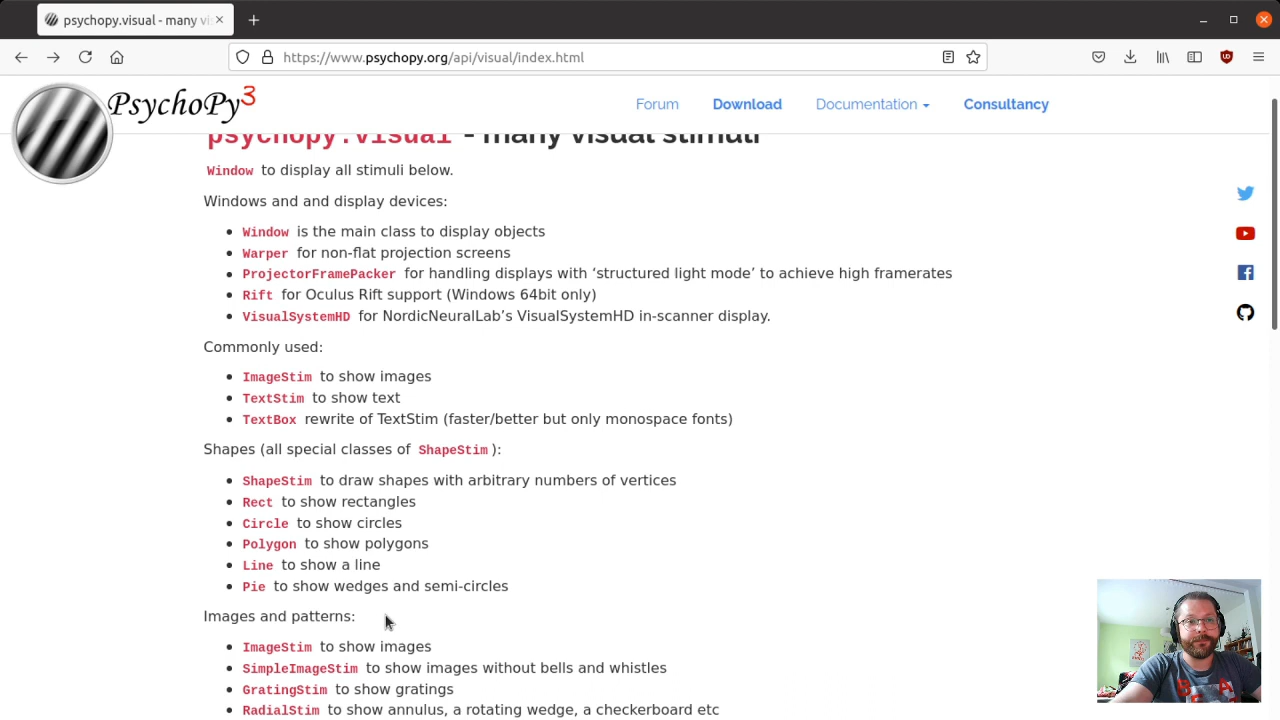 psychopy.visual - many vi
https://www.psychopy.org/api/visual/index.html
PsychoPy3
Forum
Download
Documentation
Consultancy
psychopy.visual - many visual stimuli
Window to display all stimuli below.
Windows and and display devices:
Window is the main class to display objects
Warper for non-flat projection screens
ProjectorFramePacker for handling displays with ‘structured light mode’ to achieve high framerates
Rift for Oculus Rift support (Windows 64bit only)
VisualSystemHD for NordicNeuralLab’s VisualSystemHD in-scanner display.
Commonly used:
ImageStim to show images
TextStim to show text
TextBox rewrite of TextStim (faster/better but only monospace fonts)
Shapes (all special classes of ShapeStim):
ShapeStim to draw shapes with arbitrary numbers of vertices
Rect to show rectangles
Circle to show circles
Polygon to show polygons
Line to show a line
Pie to show wedges and semi-circles
Images and patterns:
ImageStim to show images
SimpleImageStim to show images without bells and whistles
GratingStim to show gratings
RadialStim to show annulus, a rotating wedge, a checkerboard etc